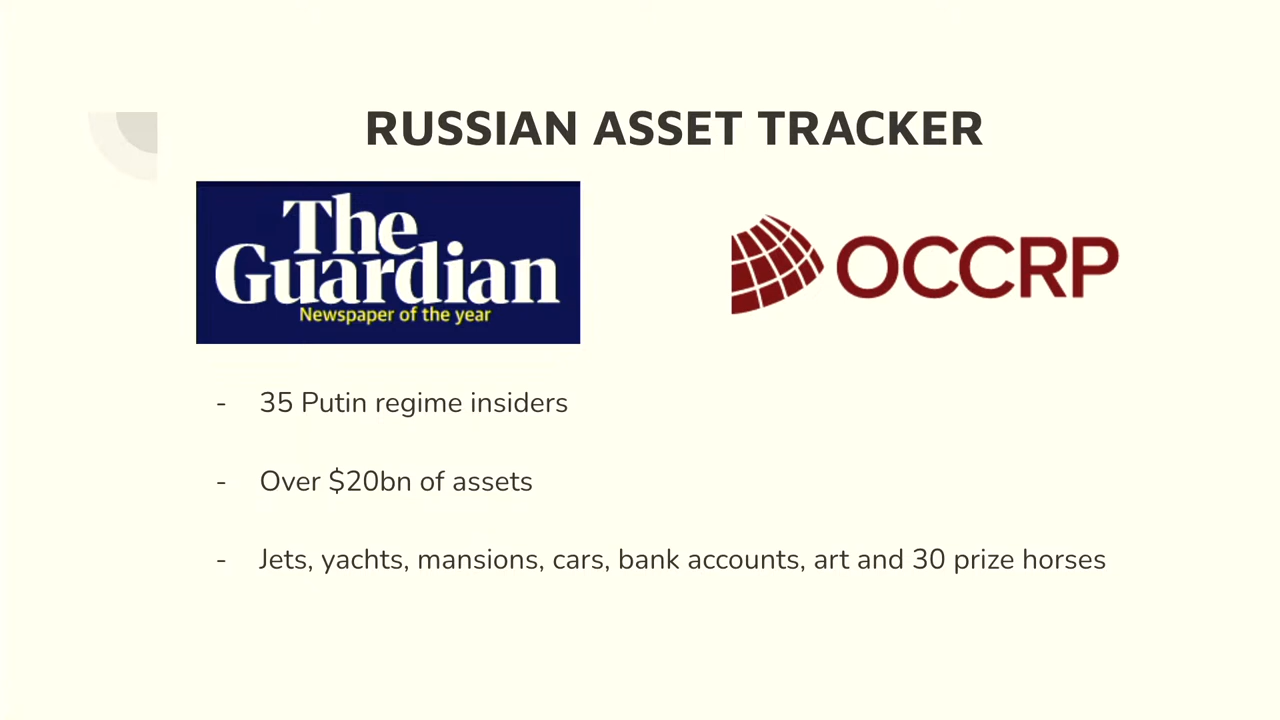 RUSSIAN ASSET TRACKER
The
Guardian
Newspaper of the year
OCCRP
- 35 Putin regime insiders
- Over $20bn of assets
- Jets, yachts, mansions, cars, bank accounts, art and 30 prize horses